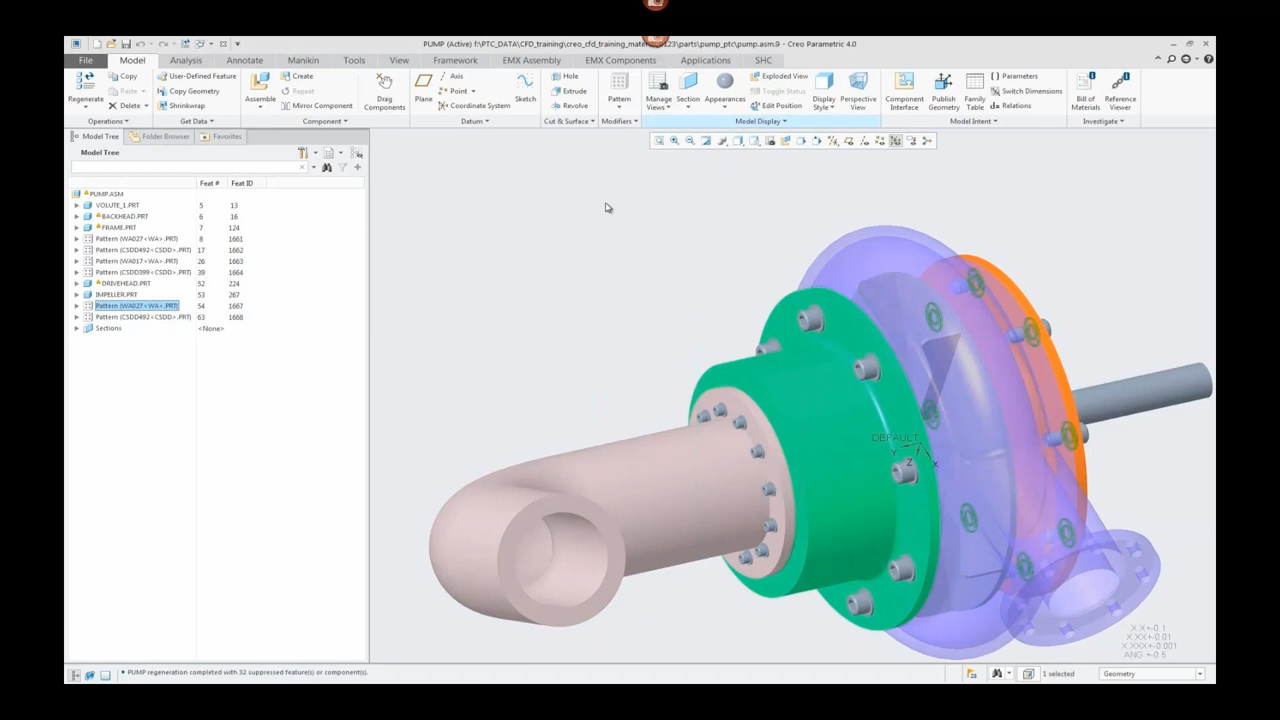 PUMP (Active) f:\PTC_DATA\CFD_training\creo_cfd_training_mater 123\parts\pump_ptc\pump.asm.9 - Creo Parametric 4.0
File Model Analysis Annotate Manikin Tools View Framework EMX Assembly EMX Components Applications SHC
Regenerate Copy Paste Delete User-Defined Feature Copy Geometry Shrinkwrap Assemble Create Repeat Mirror Component Drag Components Plane Axis Point Coordinate System Sketch Hole Extrude Revolve Pattern Manage Views Section Appearances Exploded View Toggle Status Edit Position Display Style Perspective View Component Interface Publish Geometry Family Table Parameters Switch Dimensions Relations Bill of Materials Reference Viewer
Operations Get Data Component Datum Cut & Surface Modifiers Model Display Model Intent Investigate
Model Tree Folder Browser Favorites
Model Tree
Feat # Feat ID
PUMP.ASM
VOLUTE_1.PRT 5 13
BACKHEAD.PRT 6 16
FRAME.PRT 7 124
Pattern (WA027<WA>.PRT) 8 1661
Pattern (CSDD492<CSDD>.PRT) 17 1662
Pattern (WA017<WA>.PRT) 26 1663
Pattern (CSDD399<CSDD>.PRT) 39 1664
DRIVEHEAD.PRT 52 224
IMPELLER.PRT 53 267
Pattern (WA027<WA>.PRT) 54 1667
Pattern (CSDD492<CSDD>.PRT) 63 1668
Sections <None>
DEFAULT
Y Z X
X.X+-0.1
X.XX+-0.01
X.XXX+-0.001
ANG +-0.5
PUMP regeneration completed with 32 suppressed feature(s) or component(s).
1 selected Geometry